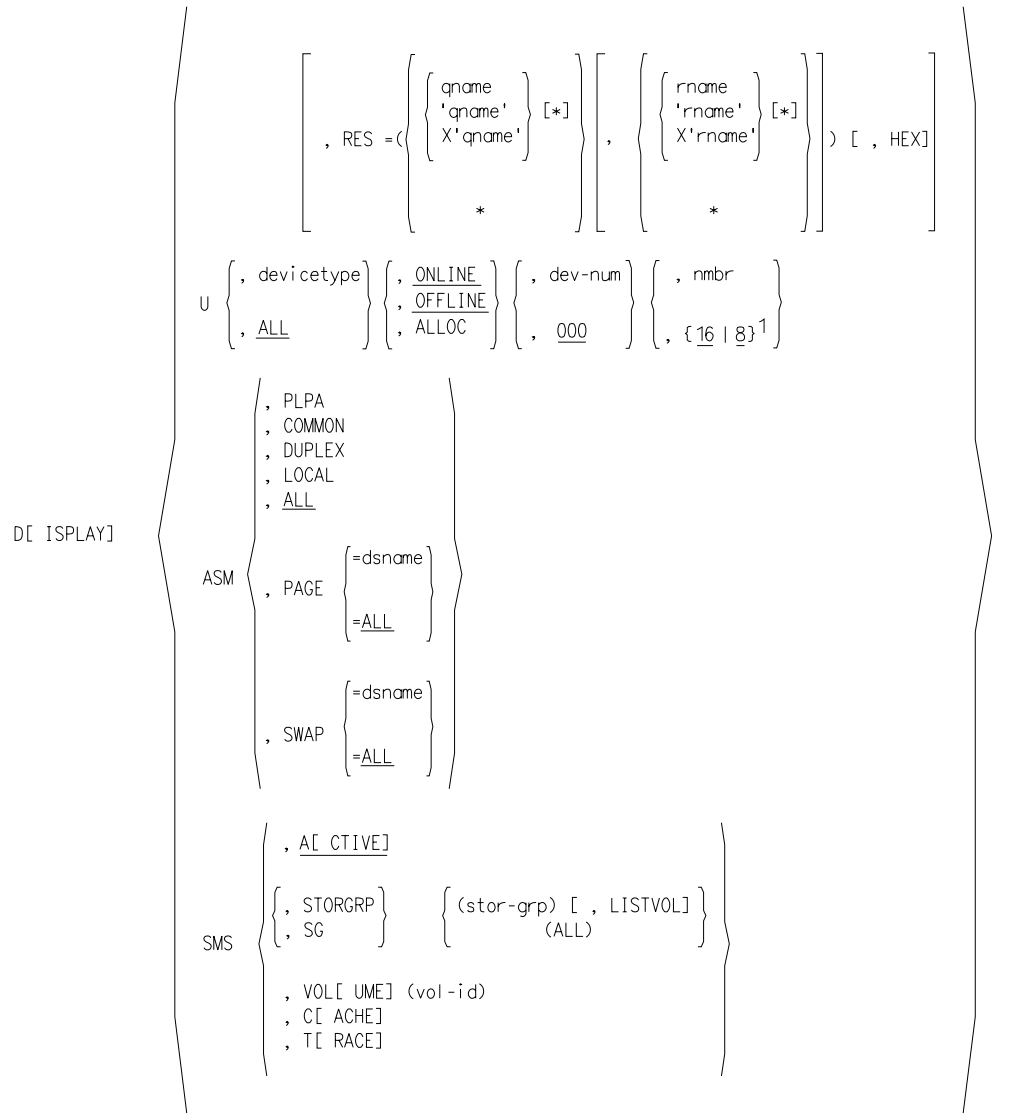 qname rname
'qname' [*] 'rname' [*]
, RES =( X'qname' , X'rname' ) [ , HEX]
* *
, devicetype , ONLINE , dev-num , nmbr
U , OFFLINE
, ALL , ALLOC , 000 , {16 | 8}1
, PLPA
, COMMON
, DUPLEX
, LOCAL
, ALL
D[ ISPLAY]
=dsname
ASM , PAGE
=ALL
=dsname
, SWAP
=ALL
, A[ CTIVE]
, STORGRP (stor-grp) [ , LISTVOL]
, SG (ALL)
SMS
, VOL[ UME] (vol-id)
, C[ ACHE]
, T[ RACE]